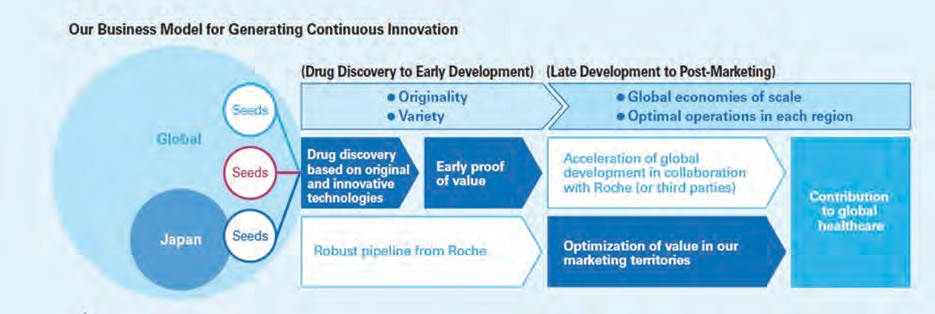 Our Business Model for Generating Continuous Innovation
(Drug Discovery to Early Development)
(Late Development to Post-Marketing)
● Originality
● Variety
● Global economies of scale
● Optimal operations in each region
Seeds
Global
Seeds
Japan
Seeds
Drug discovery
based on original
and innovative
technologies
Early proof
of value
Acceleration of global
development in collaboration
with Roche (or third parties)
Contribution
to global
healthcare
Robust pipeline from Roche
Optimization of value in our
marketing territories